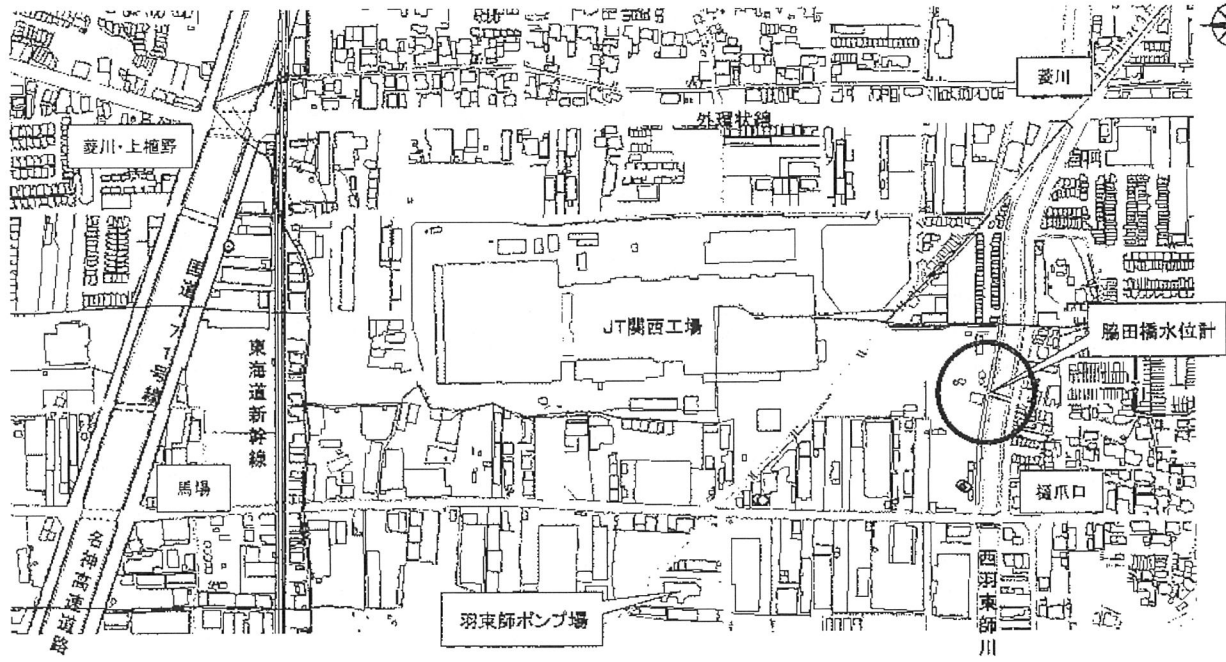 菱川
外環状線
菱川・上植野
国道171号線
東海道新幹線
JT関西工場
脇田橋水位計
馬場
樋爪口
名神高速道路
羽束師ポンプ場
西羽束師川